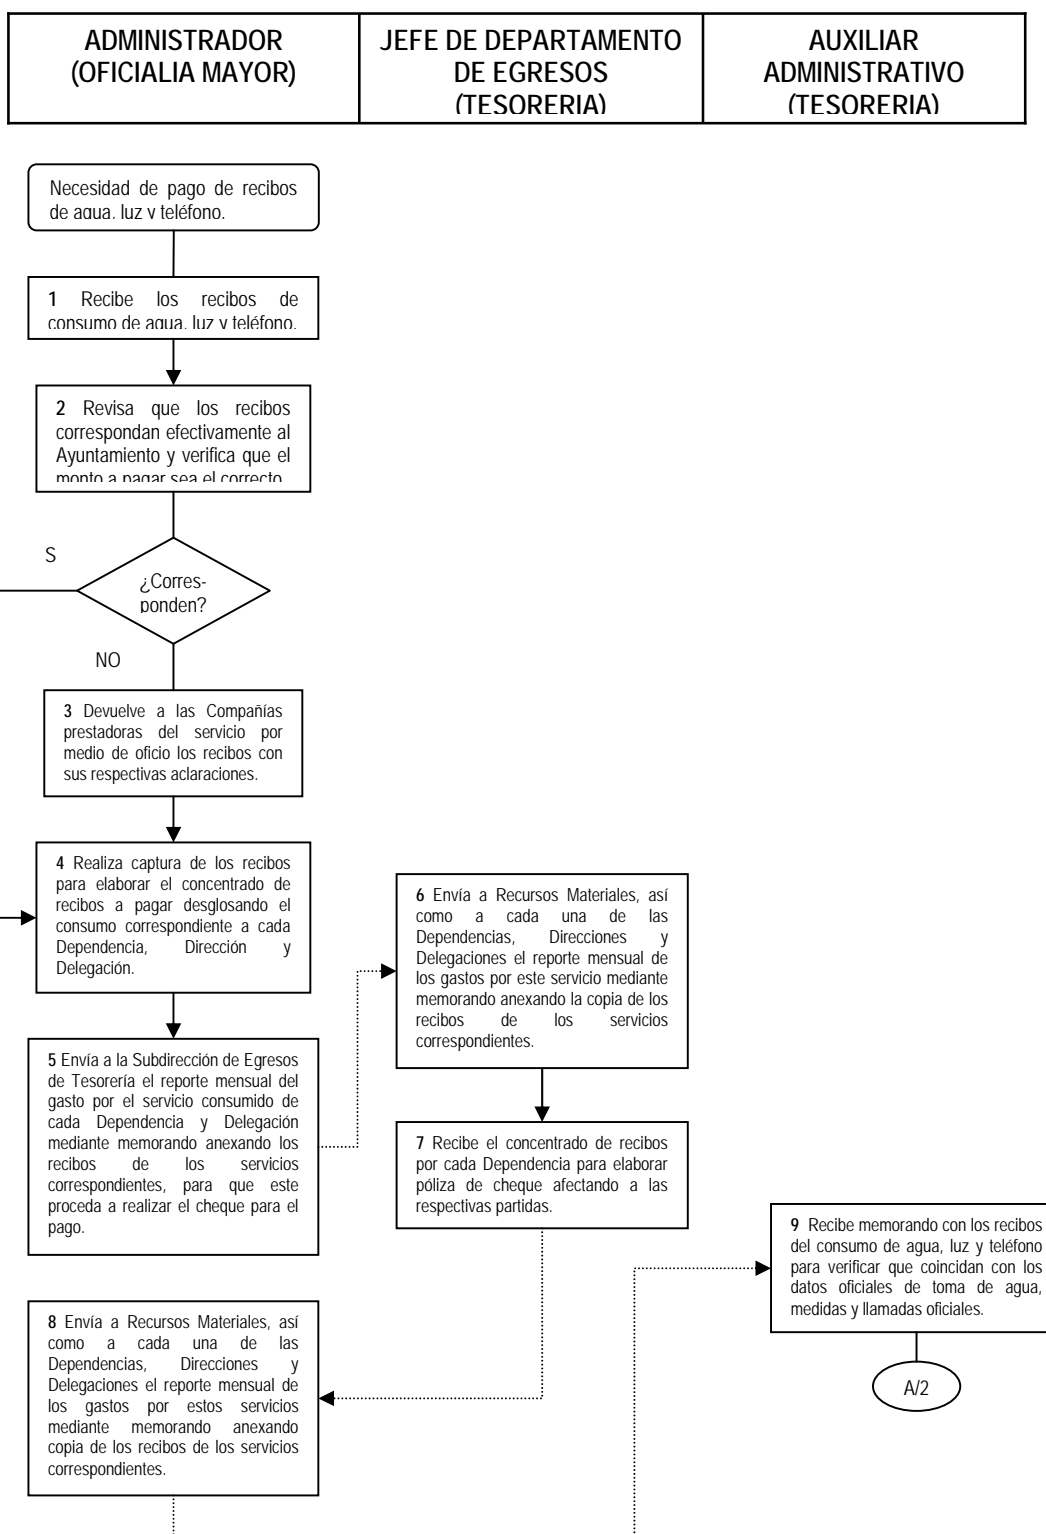 ADMINISTRADOR
(OFICIALIA MAYOR)
JEFE DE DEPARTAMENTO
DE EGRESOS
(TESORERIA)
AUXILIAR
ADMINISTRATIVO
(TESORERIA)
Necesidad de pago de recibos
de agua, luz y teléfono.
1 Recibe los recibos de
consumo de agua, luz y teléfono.
2 Revisa que los recibos
correspondan efectivamente al
Ayuntamiento y verifica que el
monto a pagar sea el correcto
S
¿Corres-
ponden?
NO
3 Devuelve a las Compañías
prestadoras del servicio por
medio de oficio los recibos con
sus respectivas aclaraciones.
4 Realiza captura de los recibos
para elaborar el concentrado de
recibos a pagar desglosando el
consumo correspondiente a cada
Dependencia, Dirección y
Delegación.
5 Envía a la Subdirección de Egresos
de Tesorería el reporte mensual del
gasto por el servicio consumido de
cada Dependencia y Delegación
mediante memorando anexando los
recibos de los servicios
correspondientes, para que este
proceda a realizar el cheque para el
pago.
6 Envía a Recursos Materiales, así
como a cada una de las
Dependencias, Direcciones y
Delegaciones el reporte mensual de
los gastos por este servicio mediante
memorando anexando la copia de los
recibos de los servicios
correspondientes.
7 Recibe el concentrado de recibos
por cada Dependencia para elaborar
póliza de cheque afectando a las
respectivas partidas.
8 Envía a Recursos Materiales, así
como a cada una de las
Dependencias, Direcciones y
Delegaciones el reporte mensual de
los gastos por estos servicios
mediante memorando anexando
copia de los recibos de los servicios
correspondientes.
9 Recibe memorando con los recibos
del consumo de agua, luz y teléfono
para verificar que coincidan con los
datos oficiales de toma de agua,
medidas y llamadas oficiales.
A/2